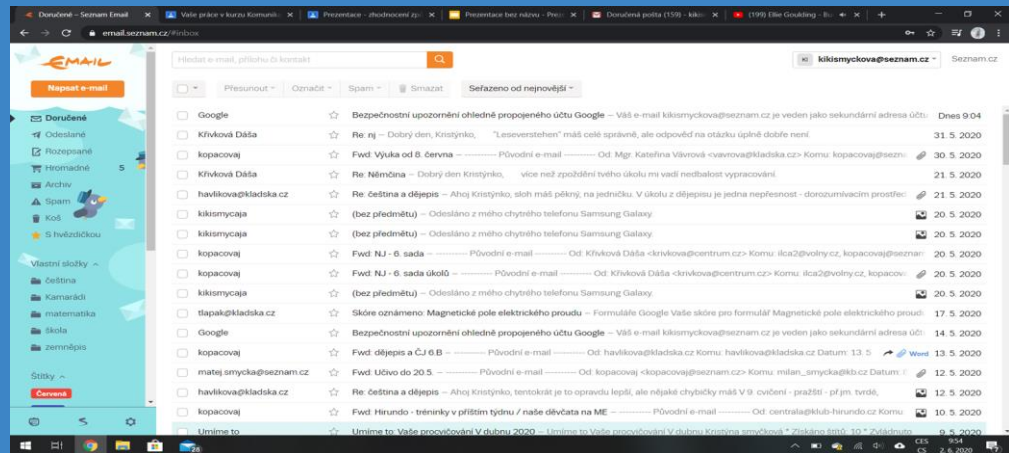 Doručené – Seznam Email
Vaše práce v kurzu Komunik
Prezentace - zhodnocení zp
Prezentace bez názvu - Prez
Doručená pošta (159) - kikis
(199) Ellie Goulding - Bu
email.seznam.cz/#inbox
EMAIL
Hledat e-mail, přílohu či kontakt
KI kikismyckova@seznam.cz
Seznam.cz
Napsat e-mail
Přesunout Označit Spam Smazat Seřazeno od nejnovější
Doručené
Odeslané
Rozepsané
Hromadné 5
Archiv
Spam
Koš
S hvězdičkou
Vlastní složky
čeština
Kamarádi
matematika
škola
zeměpis
Štítky
Červená
Google Bezpečnostní upozornění ohledně propojeného účtu Google – Váš e-mail kikismyckova@seznam.cz je veden jako sekundární adresa účtu Dnes 9:04
Křivková Dáša Re: nj – Dobrý den, Kristýnko, "Leseverstehen" máš celé správně, ale odpověď na otázku úplně dobře není 31. 5. 2020
kopacovaj Fwd: Výuka od 8. června – ---------- Původní e-mail ---------- Od: Mgr. Kateřina Vávrová <vavrova@kladska.cz> Komu: kopacovaj@sezn 30. 5. 2020
Křivková Dáša Re: Němčina – Dobrý den Kristýnko, více než zpoždění tvého úkolu mi vadí nedbalost vypracování. 21. 5. 2020
havlikova@kladska.cz Re: čeština a dějepis – Ahoj Kristýnko, sloh máš pěkný, na jedničku. V úkolu z dějepisu je jedna nepřesnost - dorozumívacím prostřed 21. 5. 2020
kikismycaja (bez předmětu) – Odesláno z mého chytrého telefonu Samsung Galaxy. 20. 5. 2020
kikismycaja (bez předmětu) – Odesláno z mého chytrého telefonu Samsung Galaxy. 20. 5. 2020
kopacovaj Fwd: NJ - 6. sada – ---------- Původní e-mail ---------- Od: Křivková Dáša <krivkova@centrum.cz> Komu: ilca2@volny.cz, kopacovaj@seznam 20. 5. 2020
kopacovaj Fwd: NJ - 6. sada úkolů – ---------- Původní e-mail ---------- Od: Křivková Dáša <krivkova@centrum.cz> Komu: ilca2@volny.cz, kopacov 20. 5. 2020
kikismycaja (bez předmětu) – Odesláno z mého chytrého telefonu Samsung Galaxy. 20. 5. 2020
tlapak@kladska.cz Skóre oznámeno: Magnetické pole elektrického proudu – Formuláře Google Vaše skóre pro formulář Magnetické pole elektrického proud 17. 5. 2020
Google Bezpečnostní upozornění ohledně propojeného účtu Google – Váš e-mail kikismyckova@seznam.cz je veden jako sekundární adresa účt 14. 5. 2020
kopacovaj Fwd: dějepis a ČJ 6.B – ---------- Původní e-mail ---------- Od: havlikova@kladska.cz Komu: havlikova@kladska.cz Datum: 13. 5 Word 13. 5. 2020
matej.smycka@seznam.cz Fwd: Učivo do 20.5. – ---------- Původní e-mail ---------- Od: kopacovaj <kopacovaj@seznam.cz> Komu: milan_smycka@kb.cz Datum: 12. 5. 2020
havlikova@kladska.cz Re: čeština a dějepis – Ahoj Kristýnko, tentokrát je to opravdu lepší, ale nějaké chybičky máš V 9. cvičení - pražští - př.jm. tvrdé, 12. 5. 2020
kopacovaj Fwd: Hirundo - tréninky v příštím týdnu / naše děvčata na ME – ---------- Původní e-mail ---------- Od: centrala@klub-hirundo.cz Komu 10. 5. 2020
Umíme to Umíme to: Vaše procvičování V dubnu 2020 – Umíme to Vaše procvičování V dubnu Kristýna smyčková * Získáno štítů: 10 * Zvládnuto 9. 5. 2020
28
CES
CS
9:54
2. 6. 2020